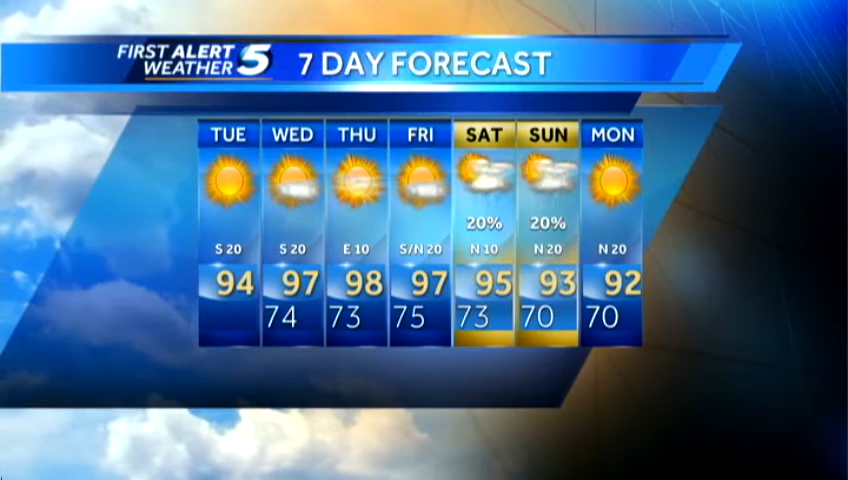 FIRST ALERT
WEATHER 5
7 DAY FORECAST
TUE WED THU FRI SAT SUN MON
20% 20%
S 20 S 20 E 10 S/N 20 N 10 N 20 N 20
94 97 98 97 95 93 92
74 73 75 73 70 70